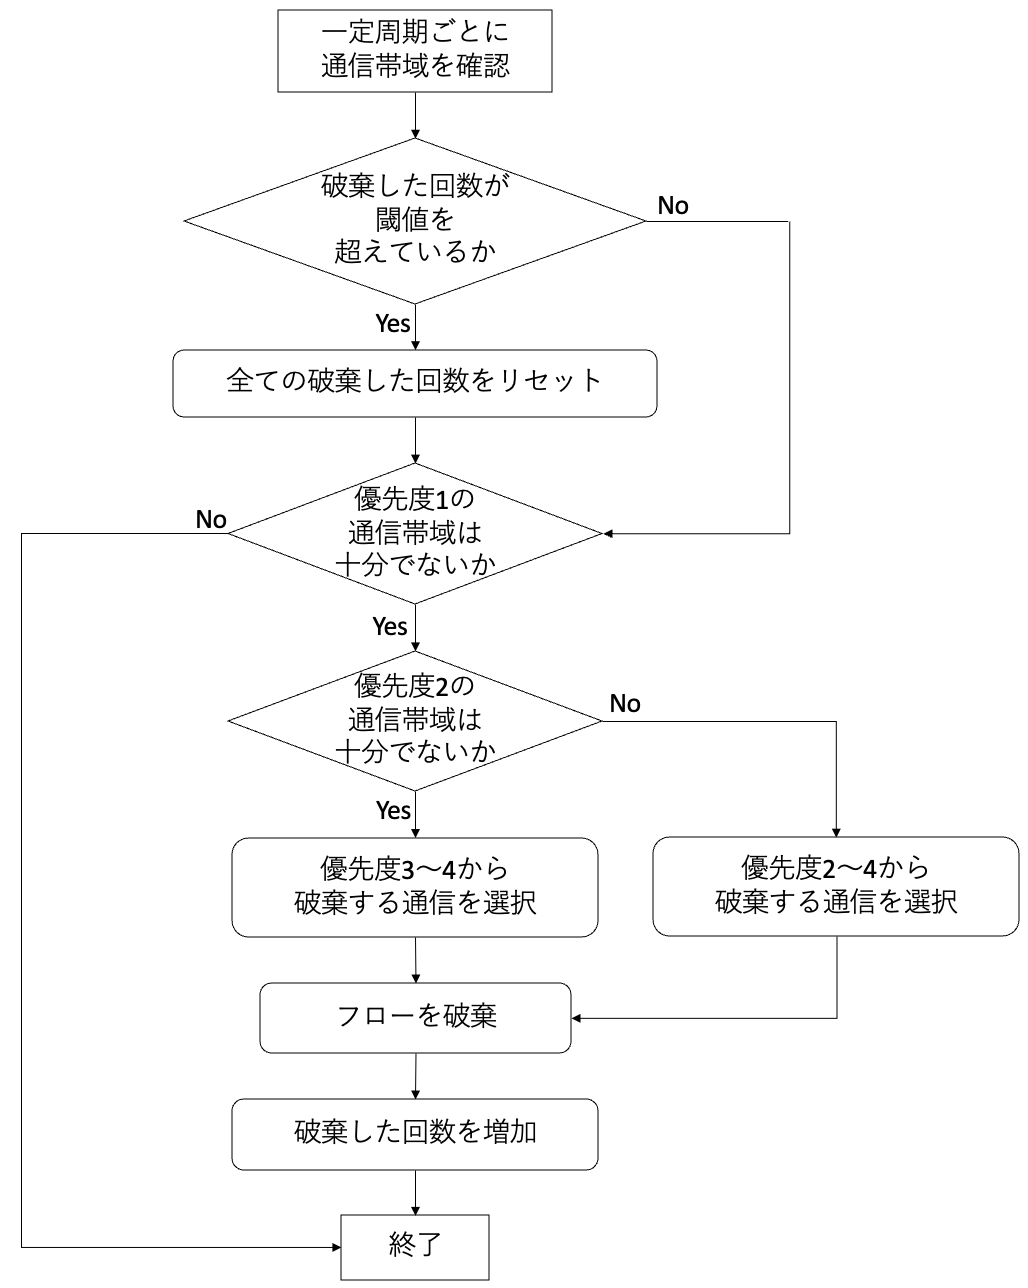 一定周期ごとに
通信帯域を確認
破棄した回数が
閾値を
超えているか
No
Yes
全ての破棄した回数をリセット
優先度1の
通信帯域は
十分でないか
No
Yes
優先度2の
通信帯域は
十分でないか
No
Yes
優先度3〜4から
破棄する通信を選択
優先度2〜4から
破棄する通信を選択
フローを破棄
破棄した回数を増加
終了